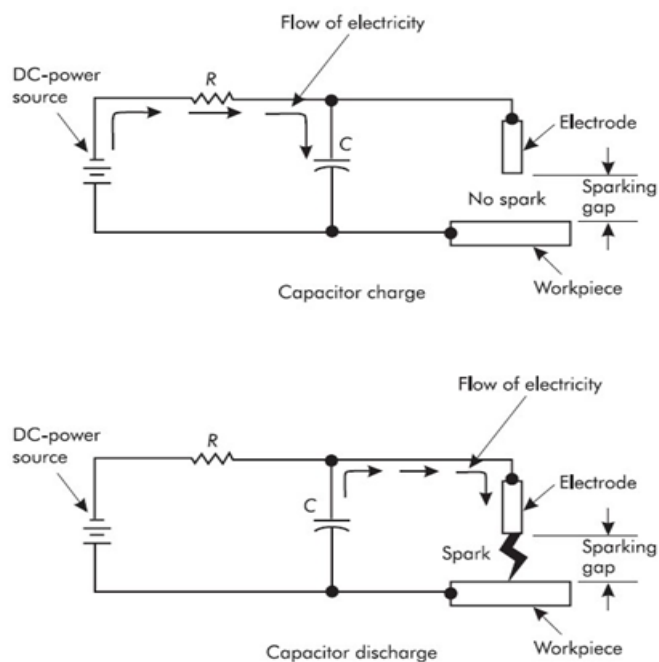 Flow of electricity
DC-power
source
R
C
Electrode
No spark
Sparking
gap
Workpiece
Capacitor charge
Flow of electricity
DC-power
source
R
C
Electrode
Spark
Sparking
gap
Workpiece
Capacitor discharge